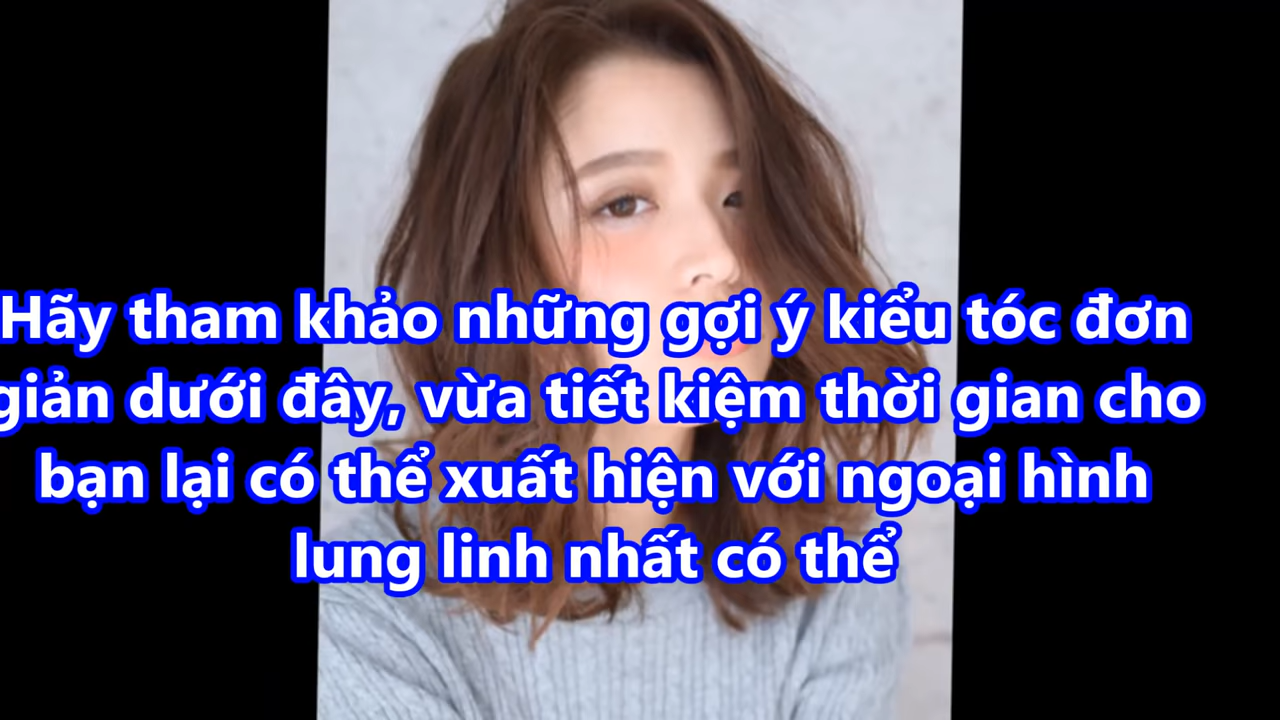 Hãy tham khảo những gợi ý kiểu tóc đơn
giản dưới đây, vừa tiết kiệm thời gian cho
bạn lại có thể xuất hiện với ngoại hình
lung linh nhất có thể